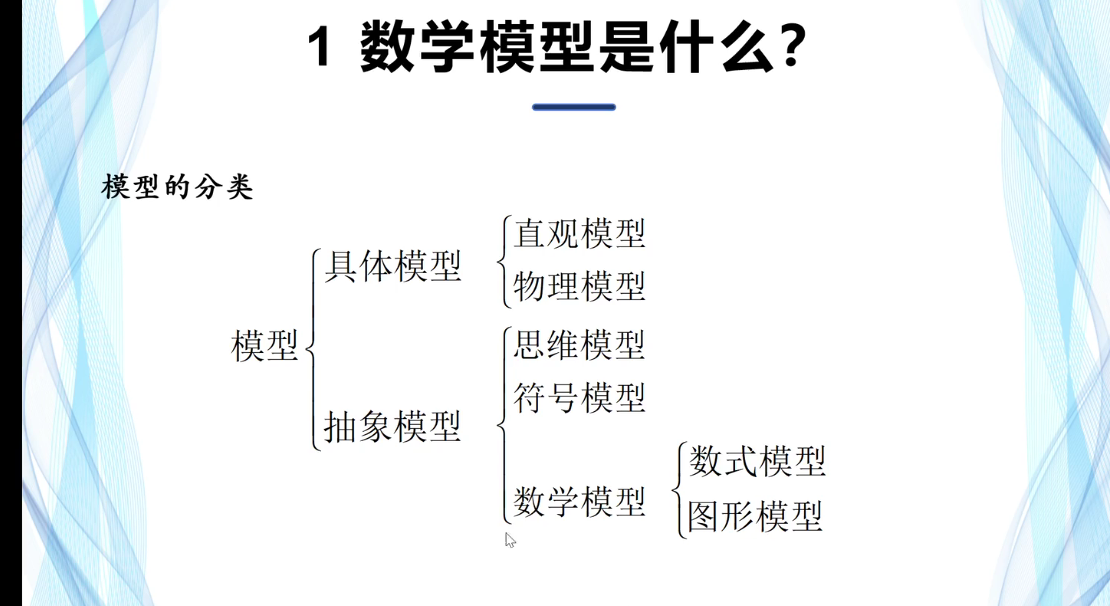 1 数学模型是什么？
模型的分类
直观模型
具体模型
物理模型
模型
思维模型
符号模型
抽象模型
数式模型
数学模型
图形模型